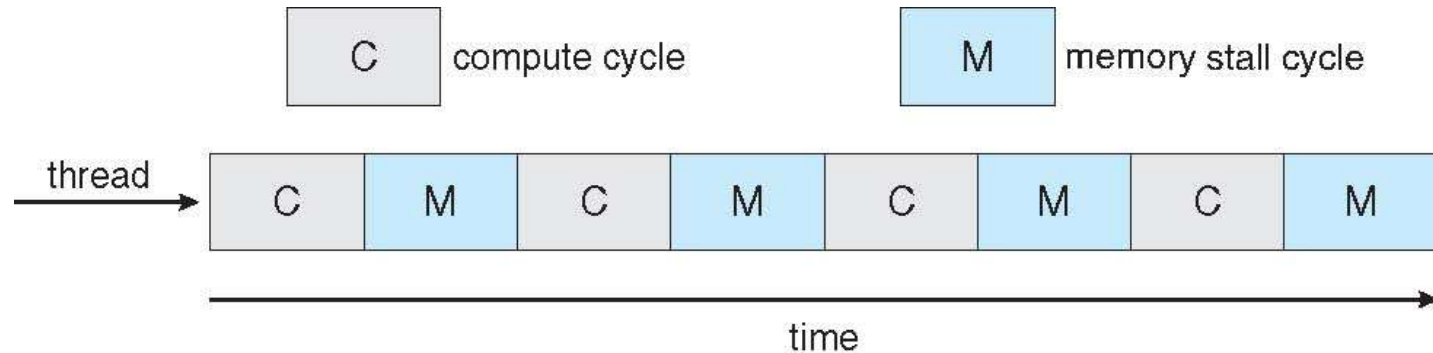 C compute cycle M memory stall cycle
thread
C M C M C M C M
time